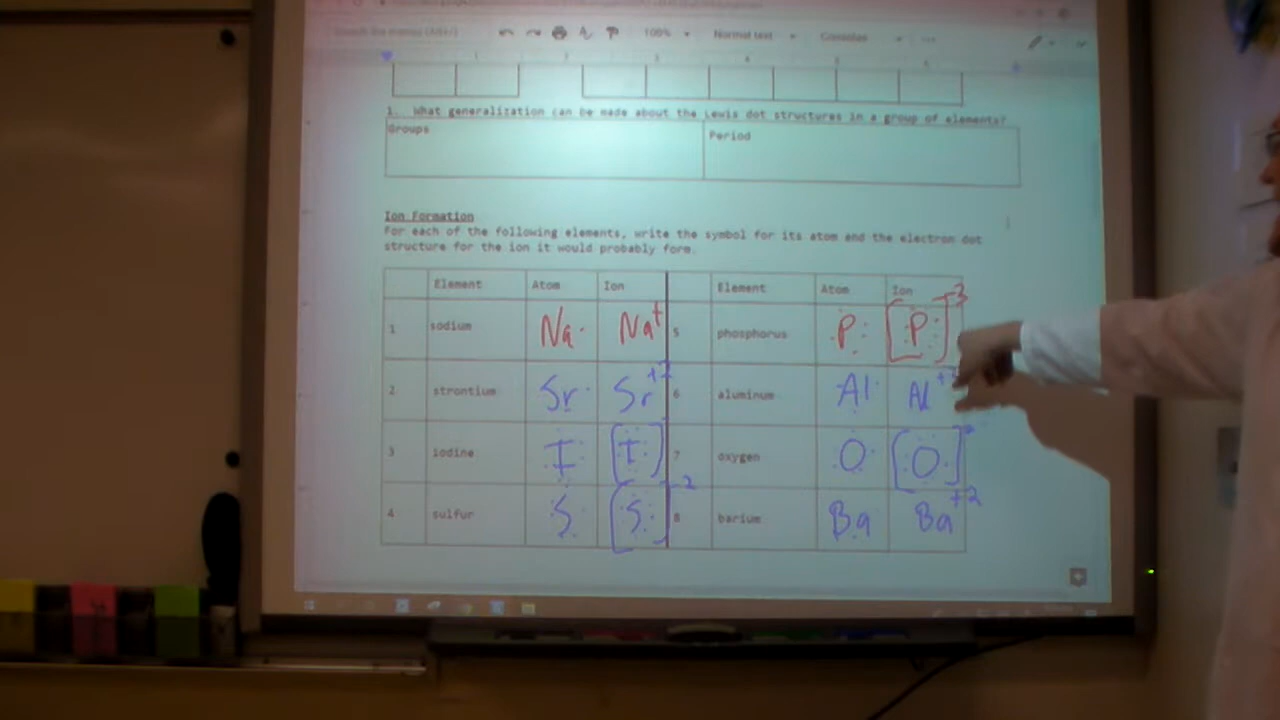 100%
Normal text
Consolas
1. What generalization can be made about the Lewis dot structures in a group of elements?
Groups Period
Ion Formation
For each of the following elements, write the symbol for its atom and the electron dot
structure for the ion it would probably form.
Element Atom Ion Element Atom Ion
1 sodium Na Na+ 5 phosphorus P [P]-3
2 strontium Sr Sr+2 6 aluminum Al Al+
3 iodine I [I] 7 oxygen O [O]
4 sulfur S [S]-2 8 barium Ba Ba+2